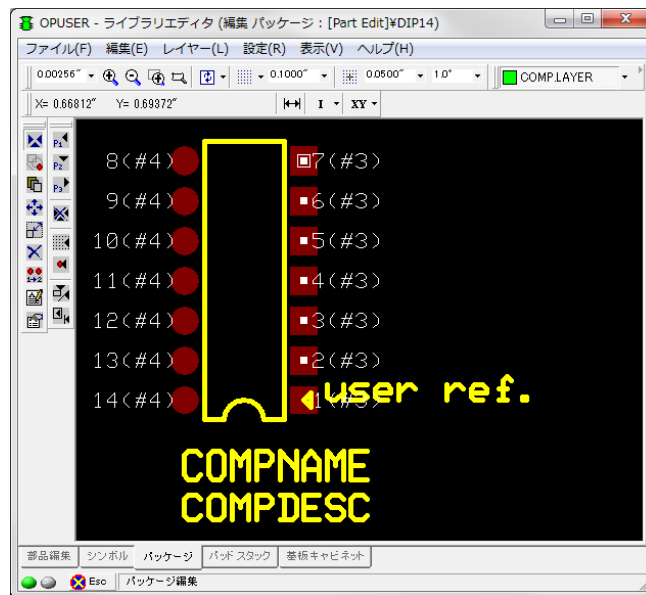 OPUSER - ライブラリエディタ (編集 パッケージ : [Part Edit]¥DIP14)
ファイル(F) 編集(E) レイヤー(L) 設定(R) 表示(V) ヘルプ(H)
0.00256" 0.1000" 0.0500" 1.0° COMP.LAYER
X= 0.66812" Y= 0.69372" I XY
P1
P2
P3
1→2
8(#4) 7(#3)
9(#4) 6(#3)
10(#4) 5(#3)
11(#4) 4(#3)
12(#4) 3(#3)
13(#4) 2(#3)
14(#4) 1(#3) user ref.
COMPNAME
COMPDESC
部品編集 シンボル パッケージ パッドスタック 基板キャビネット
Esc パッケージ編集